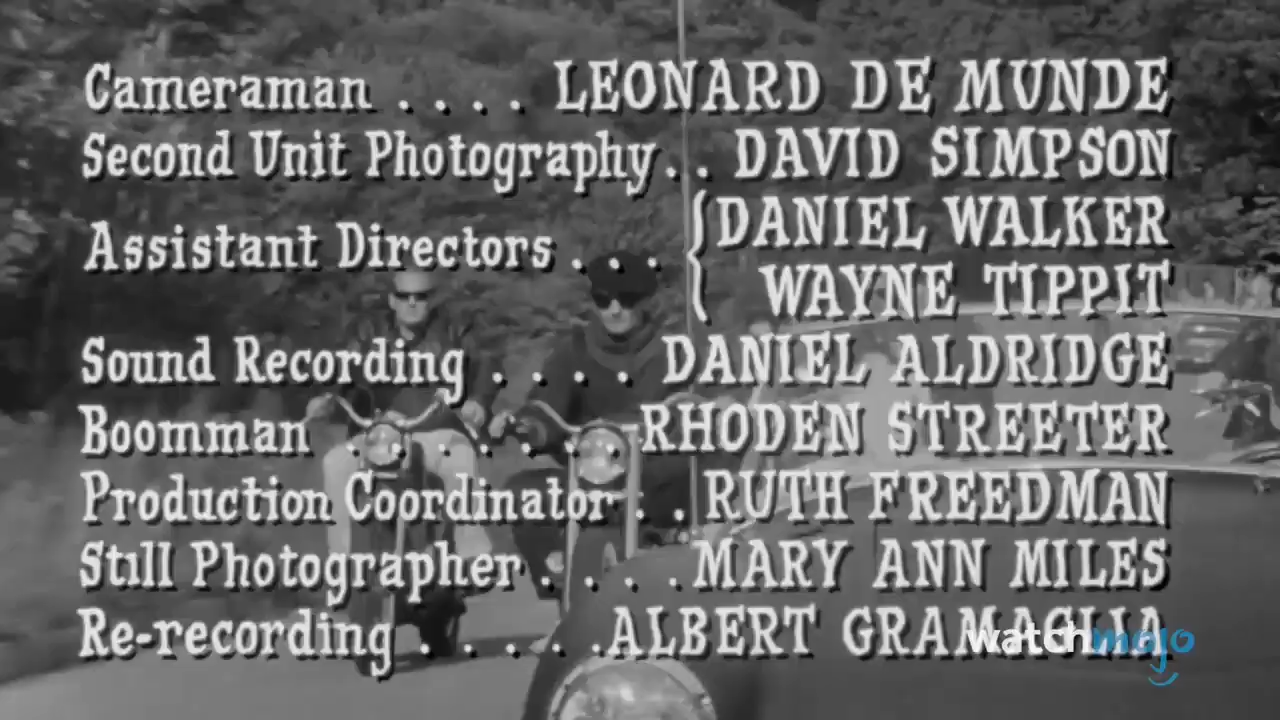 Cameraman . . . . LEONARD DE MUNDE
Second Unit Photography . . DAVID SIMPSON
Assistant Directors . . . { DANIEL WALKER
{ WAYNE TIPPIT
Sound Recording . . . . DANIEL ALDRIDGE
Boomman . . . . . . . RHODEN STREETER
Production Coordinator . . RUTH FREEDMAN
Still Photographer . . . . MARY ANN MILES
Re-recording . . . . . . ALBERT GRAMAGLIA
watchmojo